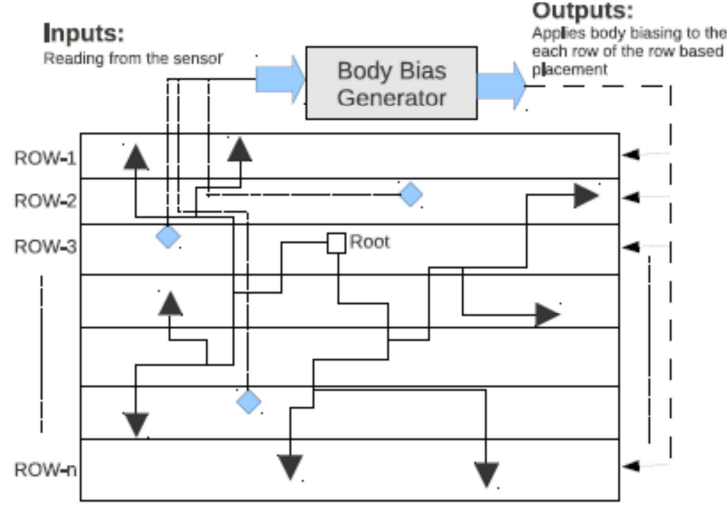 Inputs:
Reading from the sensor
Body Bias
Generator
Outputs:
Applies body biasing to the
each row of the row based
placement
ROW-1
ROW-2
ROW-3
Root
ROW-n